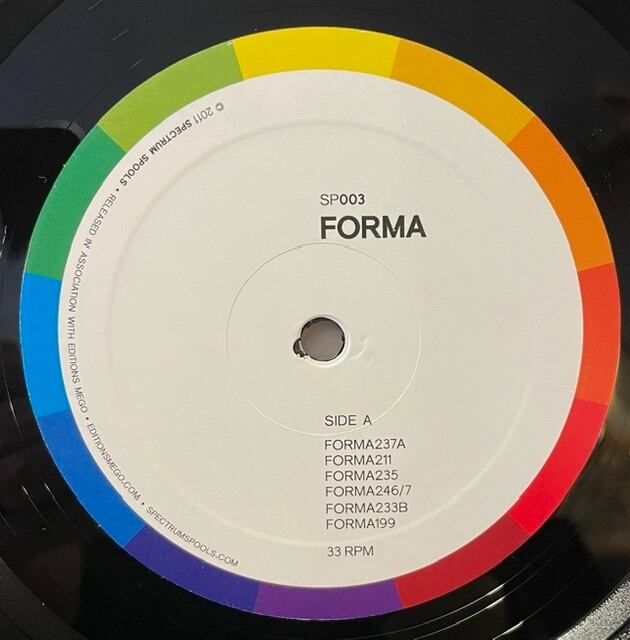 © 2011 SPECTRUM SPOOLS • RELEASED IN ASSOCIATION WITH EDITIONS MEGO • EDITIONSMEGO.COM • SPECTRUMSPOOLS.COM
SP003
FORMA
SIDE A
FORMA237A
FORMA211
FORMA235
FORMA246/7
FORMA233B
FORMA199
33 RPM